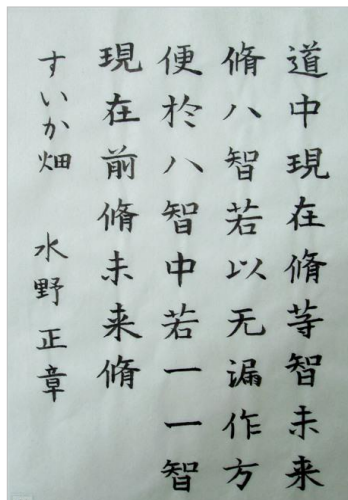 道中現在脩等智未来
脩八智若以无漏作方
便於八智中若一一智
現在前脩未来脩
すいか畑 水野正章